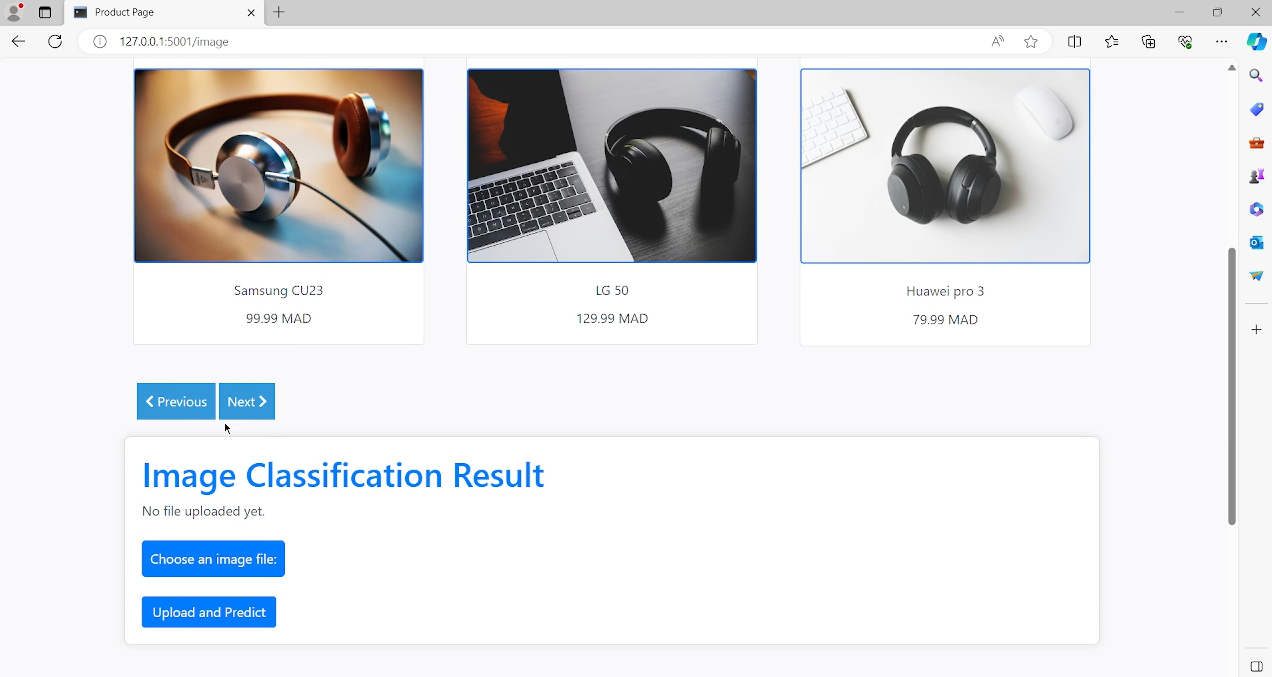 Product Page
127.0.0.1:5001/image
Samsung CU23
99.99 MAD
LG 50
129.99 MAD
Huawei pro 3
79.99 MAD
Previous
Next
Image Classification Result
No file uploaded yet.
Choose an image file:
Upload and Predict